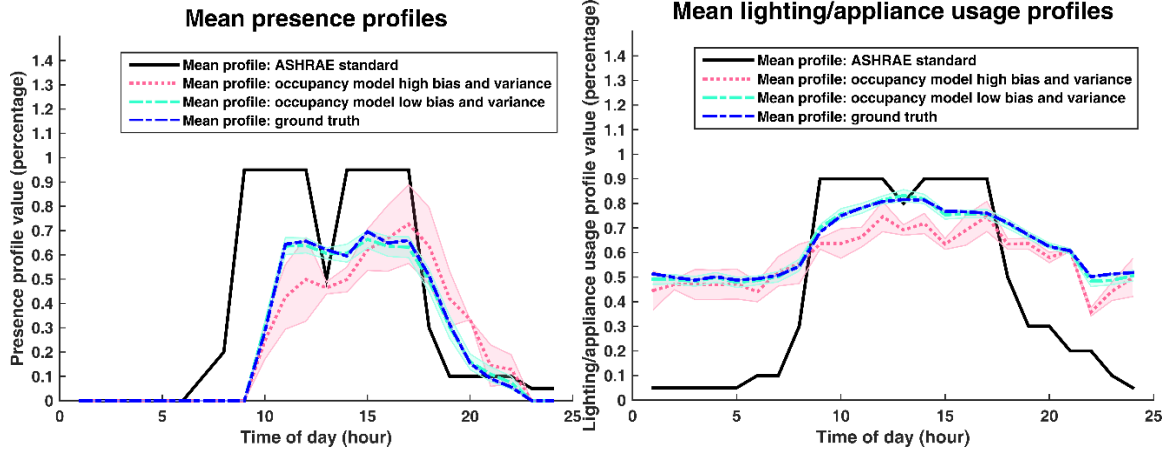 Mean presence profiles
Presence profile value (percentage)
1.4
1.3
1.2
1.1
1
0.9
0.8
0.7
0.6
0.5
0.4
0.3
0.2
0.1
0
Mean profile: ASHRAE standard
Mean profile: occupancy model high bias and variance
Mean profile: occupancy model low bias and variance
Mean profile: ground truth
0 5 10 15 20 25
Time of day (hour)
Mean lighting/appliance usage profiles
Lighting/appliance usage profile value (percentage)
1.4
1.3
1.2
1.1
1
0.9
0.8
0.7
0.6
0.5
0.4
0.3
0.2
0.1
0
Mean profile: ASHRAE standard
Mean profile: occupancy model high bias and variance
Mean profile: occupancy model low bias and variance
Mean profile: ground truth
0 5 10 15 20 25
Time of day (hour)